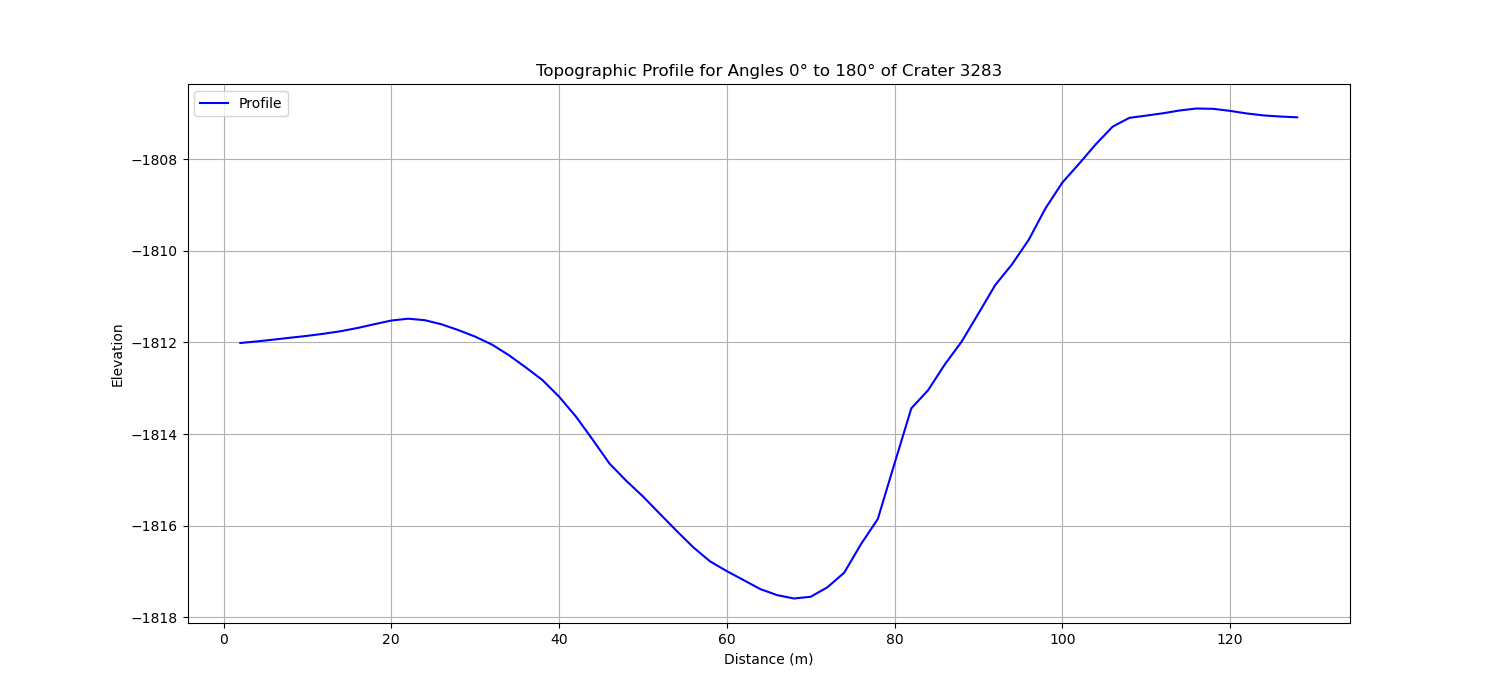 Topographic Profile for Angles 0° to 180° of Crater 3283
Profile
−1808
−1810
−1812
−1814
−1816
−1818
Elevation
0 20 40 60 80 100 120
Distance (m)